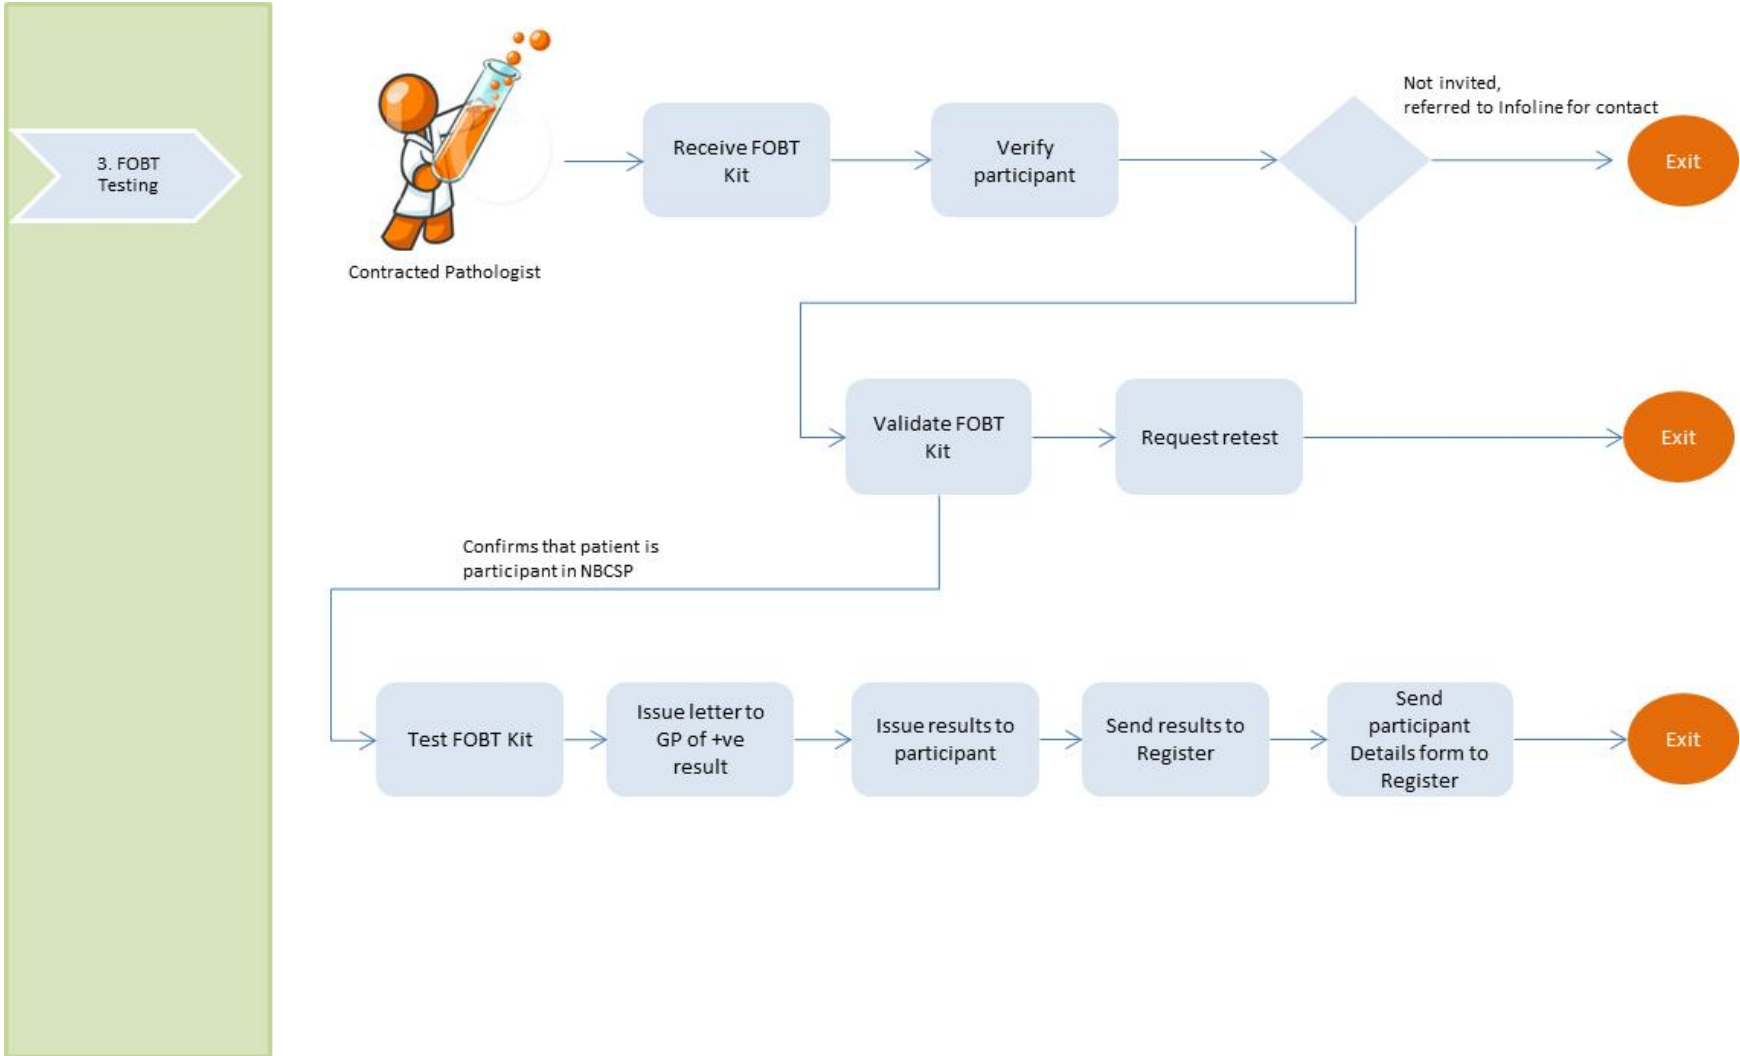 3. FOBT
Testing
Contracted Pathologist
Receive FOBT
Kit
Verify
participant
Not invited,
referred to Infoline for contact
Exit
Validate FOBT
Kit
Request retest
Exit
Confirms that patient is
participant in NBCSP
Test FOBT Kit
Issue letter to
GP of +ve
result
Issue results to
participant
Send results to
Register
Send
participant
Details form to
Register
Exit